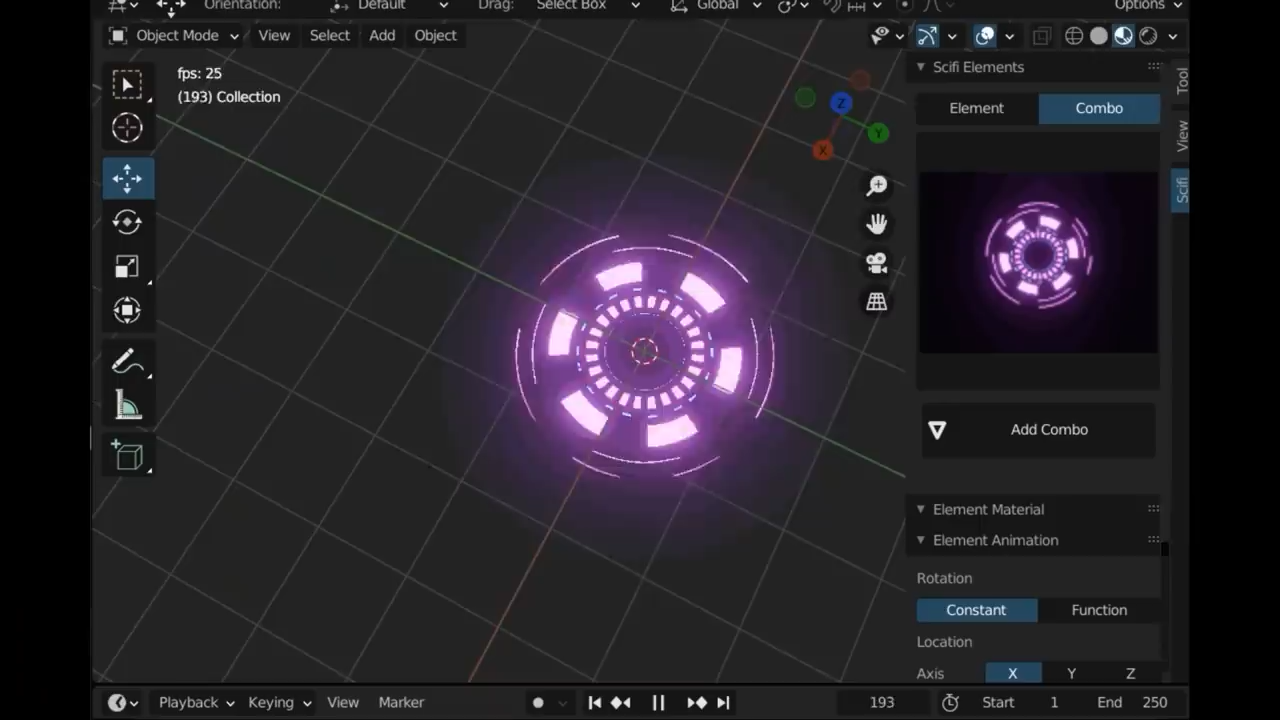 Orientation: Default Drag: Select Box Global Options
Object Mode View Select Add Object
fps: 25
(193) Collection
Z
Y
X
Scifi Elements
Element Combo
Add Combo
Element Material
Element Animation
Rotation
Constant Function
Location
Axis X Y Z
Tool
View
Scifi
Playback Keying View Marker 193 Start 1 End 250